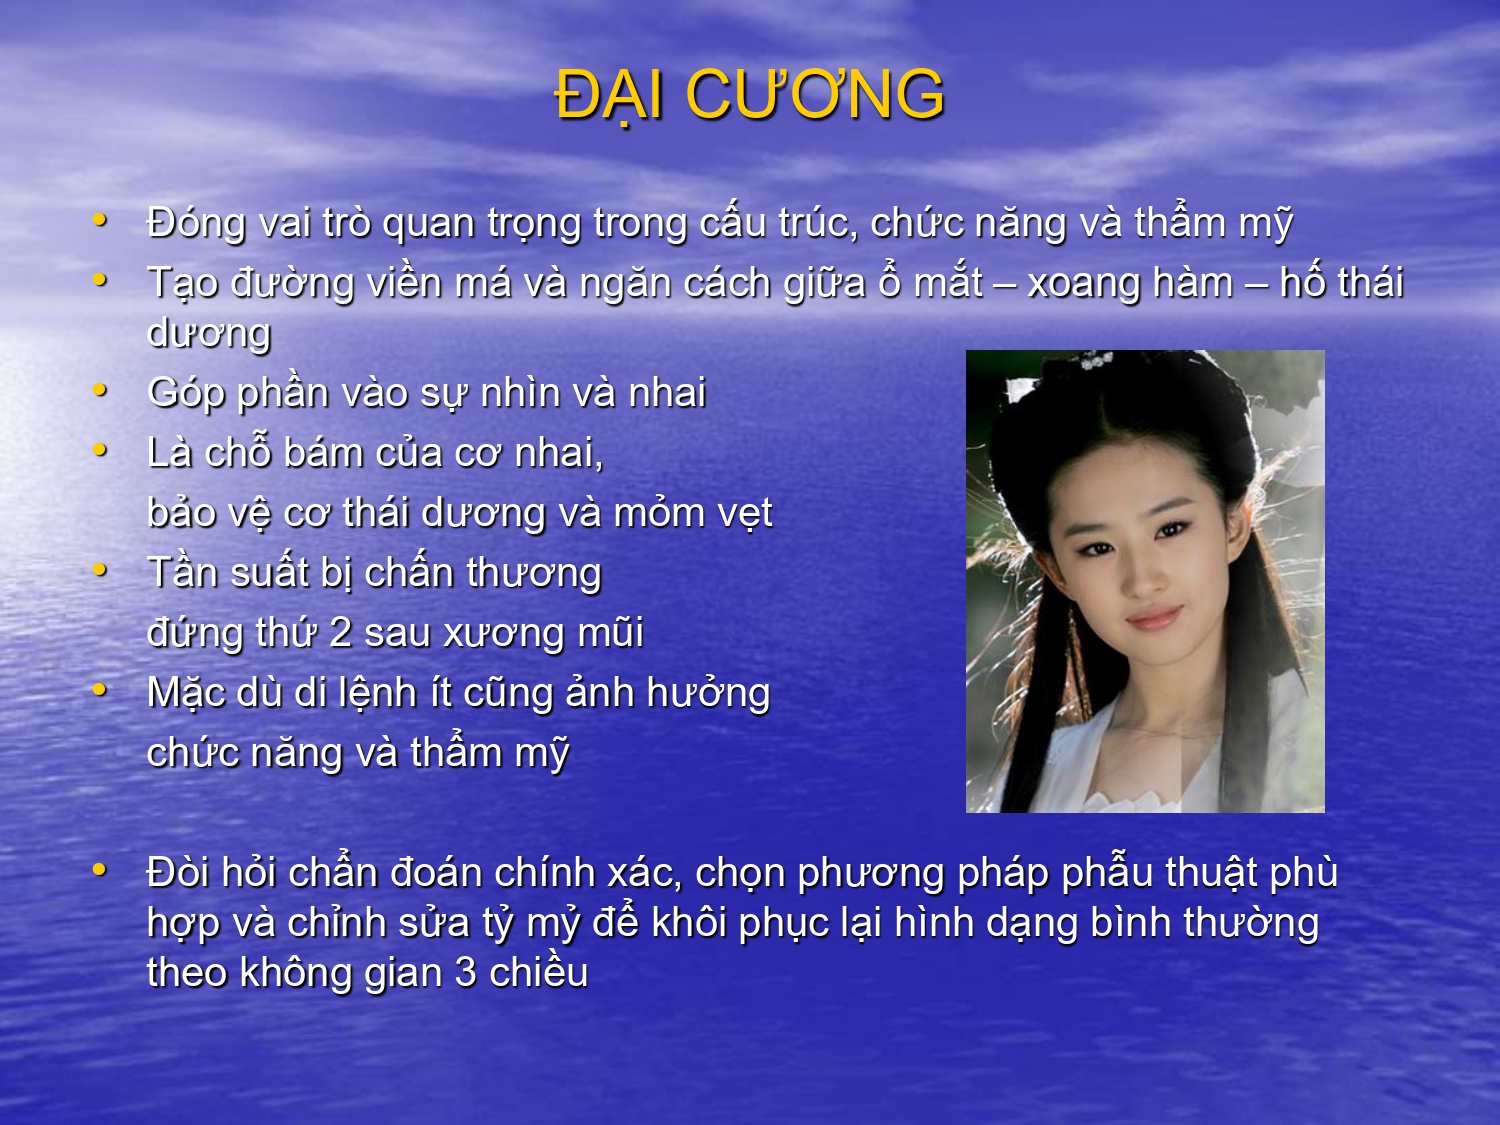 ĐẠI CƯƠNG
• Đóng vai trò quan trọng trong cấu trúc, chức năng và thẩm mỹ
• Tạo đường viền má và ngăn cách giữa ổ mắt – xoang hàm – hố thái
dương
• Góp phần vào sự nhìn và nhai
• Là chỗ bám của cơ nhai,
bảo vệ cơ thái dương và mỏm vẹt
• Tần suất bị chấn thương
đứng thứ 2 sau xương mũi
• Mặc dù di lệnh ít cũng ảnh hưởng
chức năng và thẩm mỹ
• Đòi hỏi chẩn đoán chính xác, chọn phương pháp phẫu thuật phù
hợp và chỉnh sửa tỷ mỷ để khôi phục lại hình dạng bình thường
theo không gian 3 chiều